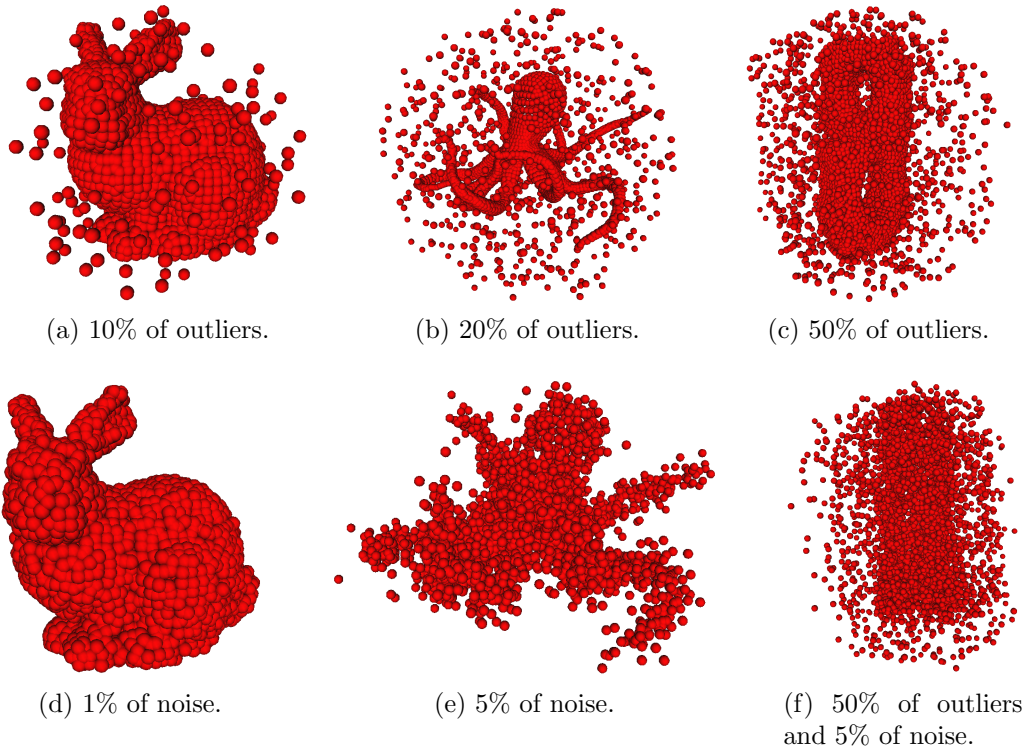 (a) 10% of outliers.
(b) 20% of outliers.
(c) 50% of outliers.
(d) 1% of noise.
(e) 5% of noise.
(f) 50% of outliers
and 5% of noise.